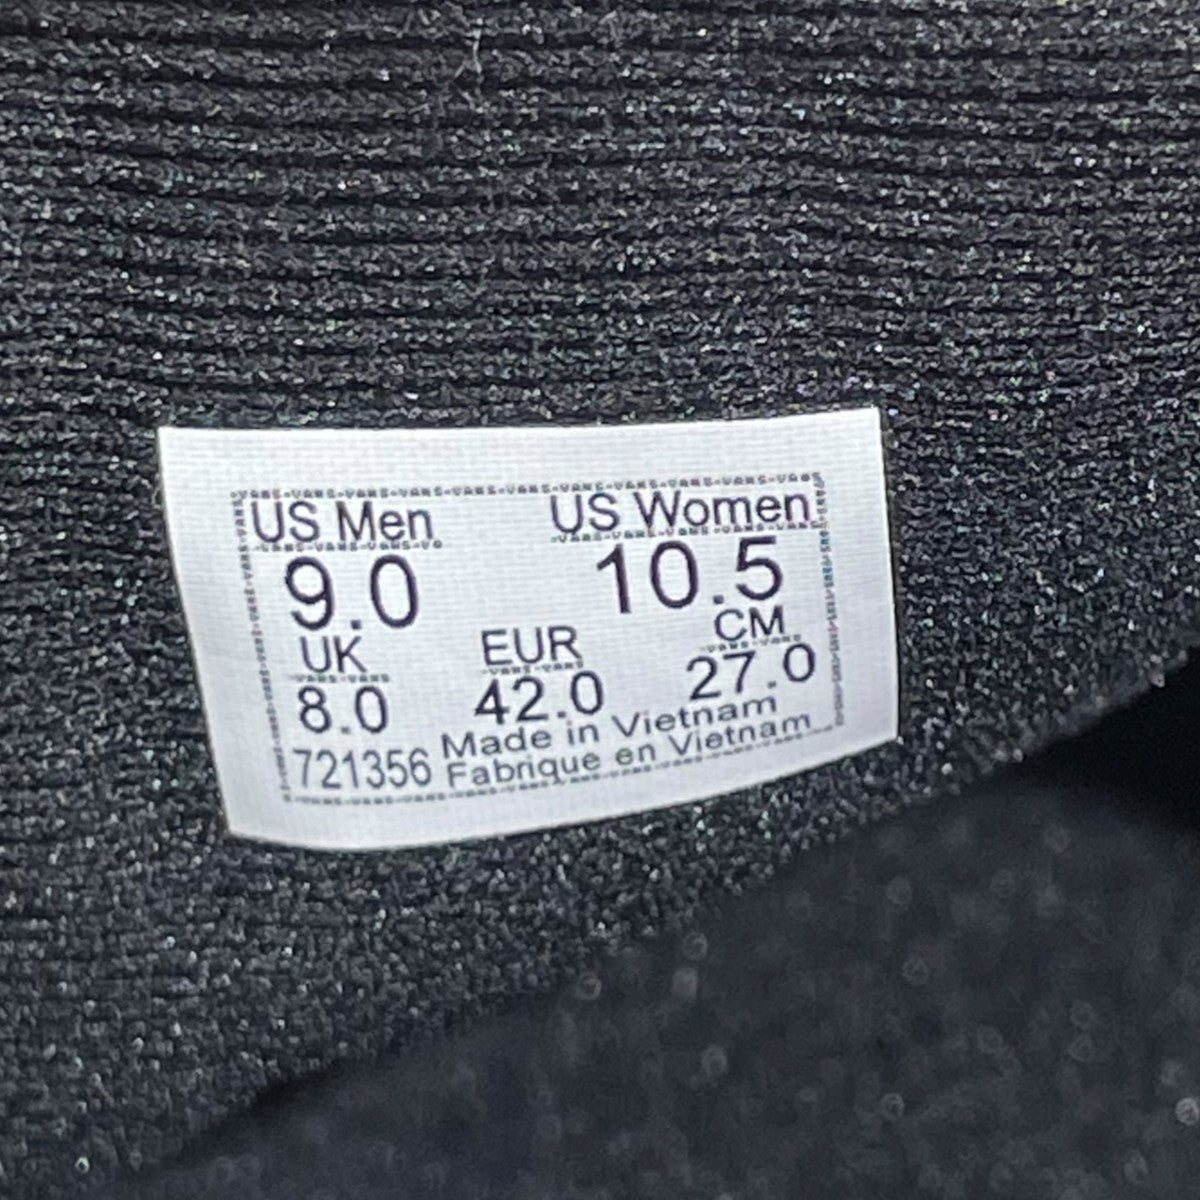 US Men US Women
9.0 10.5
UK EUR CM
8.0 42.0 27.0
721356 Made in Vietnam
Fabrique en Vietnam